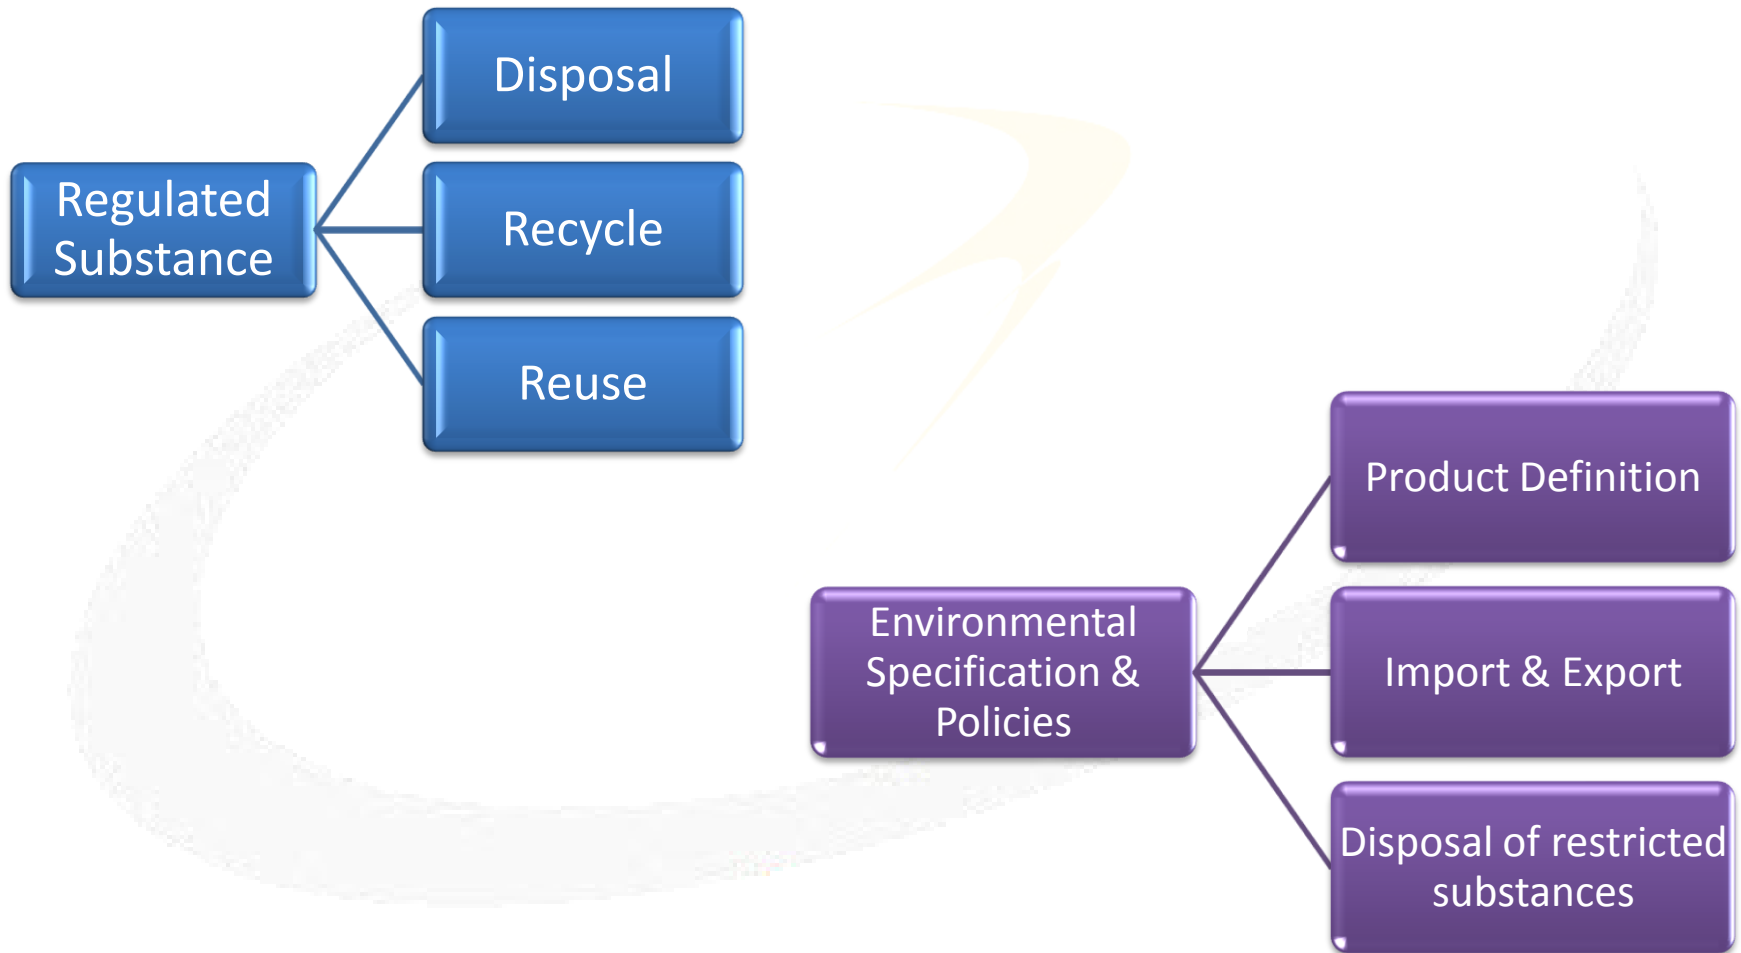 Disposal
Regulated
Substance
Recycle
Reuse
Product Definition
Environmental
Specification &
Policies
Import & Export
Disposal of restricted
substances